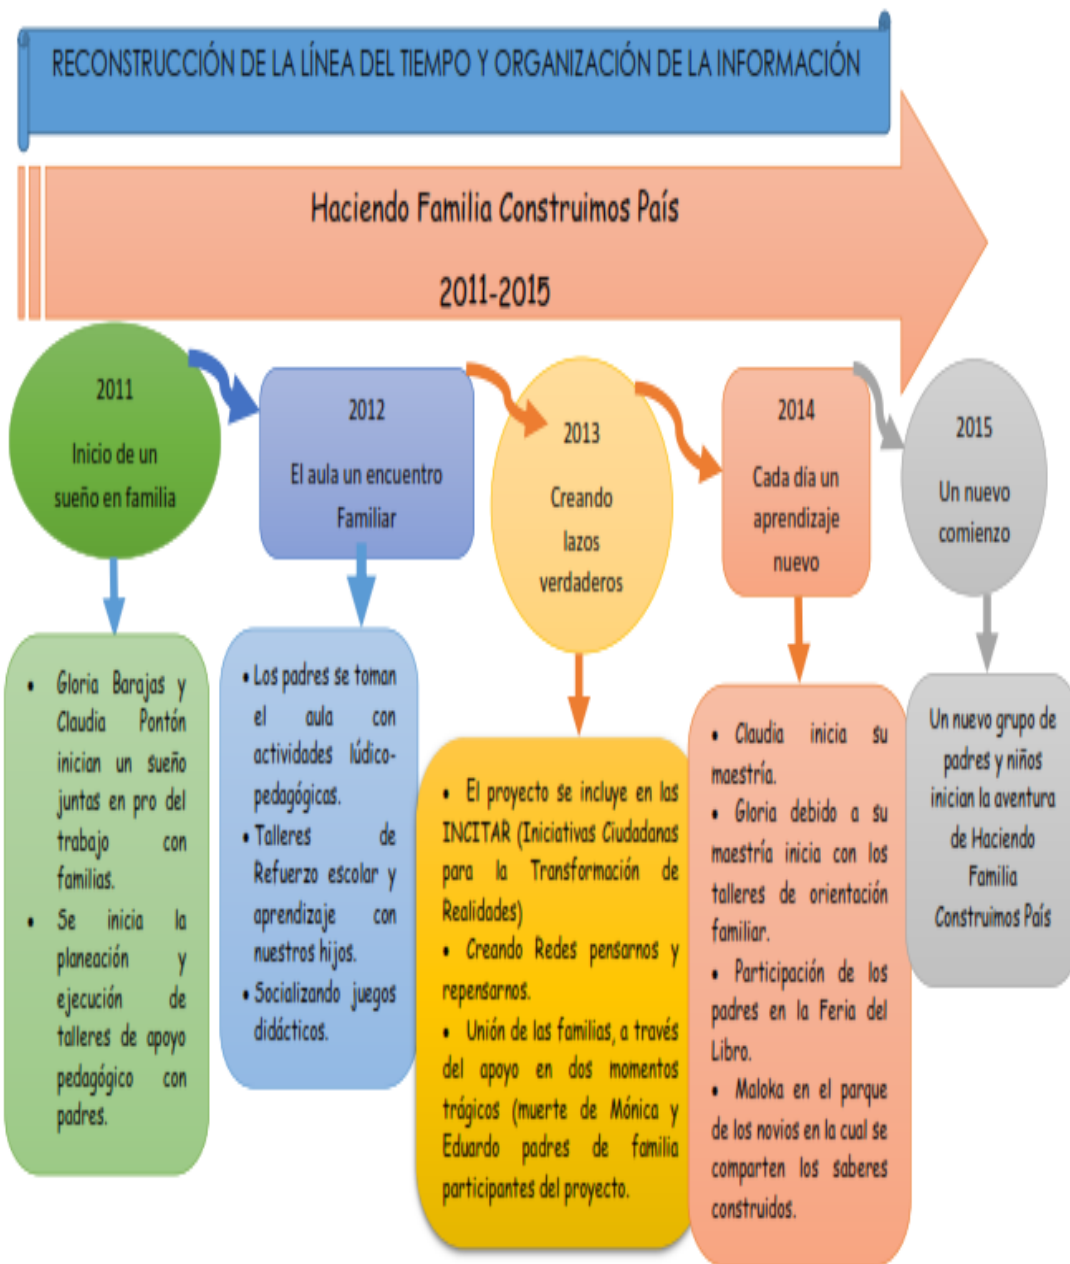 RECONSTRUCCIÓN DE LA LÍNEA DEL TIEMPO Y ORGANIZACIÓN DE LA INFORMACIÓN
Haciendo Familia Construimos País
2011-2015
2011
Inicio de un
sueño en familia
2012
El aula un encuentro
Familiar
2013
Creando
lazos
verdaderos
2014
Cada día un
aprendizaje
nuevo
2015
Un nuevo
comienzo
• Gloria Barajas y
Claudia Pontón
inician un sueño
juntas en pro del
trabajo con
familias.
• Se inicia la
planeación y
ejecución de
talleres de apoyo
pedagógico con
padres.
• Los padres se toman
el aula con
actividades lúdico-
pedagógicas.
• Talleres de
Refuerzo escolar y
aprendizaje con
nuestros hijos.
• Socializando juegos
didácticos.
• El proyecto se incluye en las
INCITAR (Iniciativas Ciudadanas
para la Transformación de
Realidades)
• Creando Redes pensarnos y
repensarnos.
• Unión de las familias, a través
del apoyo en dos momentos
trágicos (muerte de Mónica y
Eduardo padres de familia
participantes del proyecto.
• Claudia inicia su
maestría.
• Gloria debido a su
maestría inicia con los
talleres de orientación
familiar.
• Participación de los
padres en la Feria del
Libro.
• Maloka en el parque
de los novios en la cual se
comparten los saberes
construidos.
Un nuevo grupo de
padres y niños
inician la aventura
de Haciendo
Familia
Construimos País